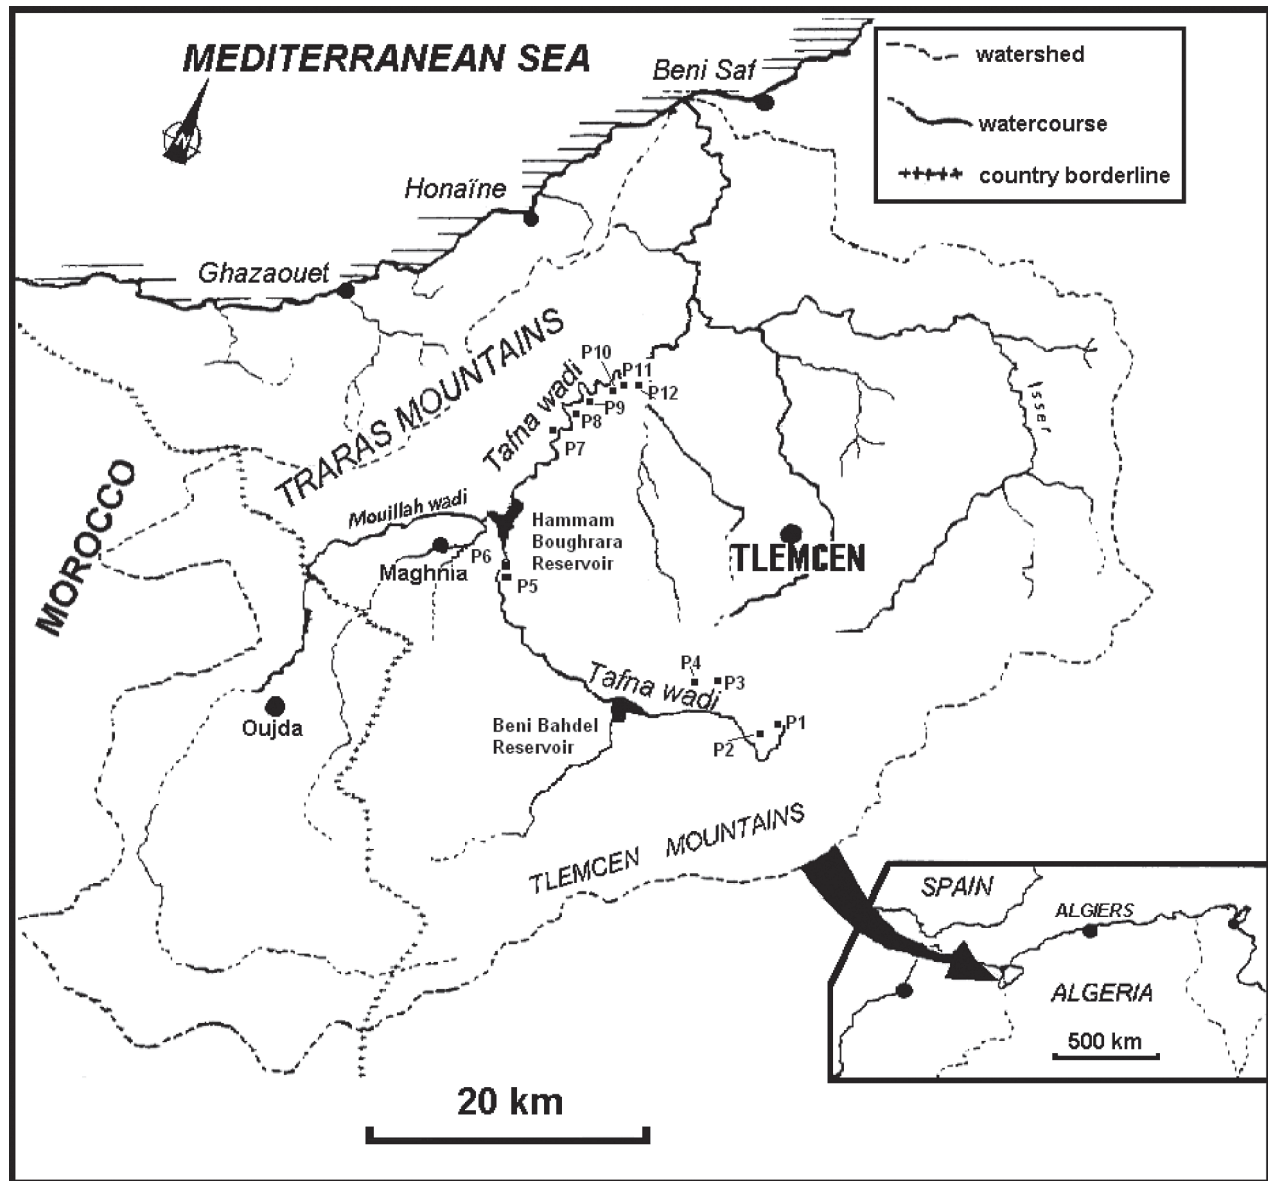 MEDITERRANEAN SEA
Beni Saf
watershed
watercourse
country borderline
N
Honaïne
Ghazaouet
TRARAS MOUNTAINS
P10
P11
P12
P9
P8
P7
Tafna wadi
Isser
MOROCCO
Mouillah wadi
Hammam
Boughrara
Reservoir
P6
Maghnia
P5
TLEMCEN
P4
P3
Tafna wadi
P1
P2
Oujda
Beni Bahdel
Reservoir
TLEMCEN MOUNTAINS
SPAIN
ALGIERS
ALGERIA
500 km
20 km